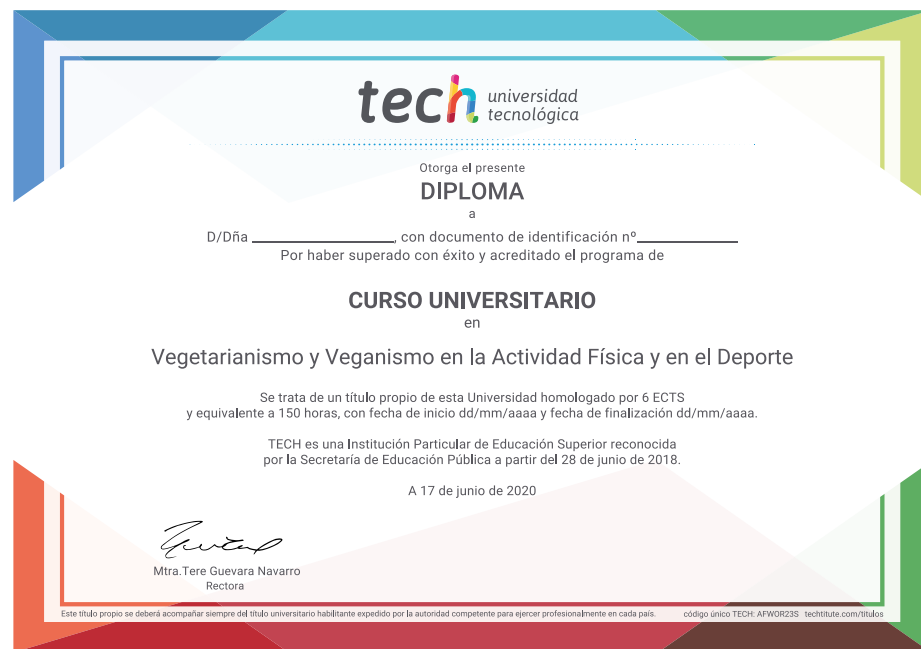 tech universidad
tecnológica
Otorga el presente
DIPLOMA
a
D/Dña ____________________, con documento de identificación nº______________
Por haber superado con éxito y acreditado el programa de
CURSO UNIVERSITARIO
en
Vegetarianismo y Veganismo en la Actividad Física y en el Deporte
Se trata de un título propio de esta Universidad homologado por 6 ECTS
y equivalente a 150 horas, con fecha de inicio dd/mm/aaaa y fecha de finalización dd/mm/aaaa.
TECH es una Institución Particular de Educación Superior reconocida
por la Secretaría de Educación Pública a partir del 28 de junio de 2018.
A 17 de junio de 2020
Mtra.Tere Guevara Navarro
Rectora
Este título propio se deberá acompañar siempre del título universitario habilitante expedido por la autoridad competente para ejercer profesionalmente en cada país. código único TECH: AFWOR23S techtitute.com/titulos